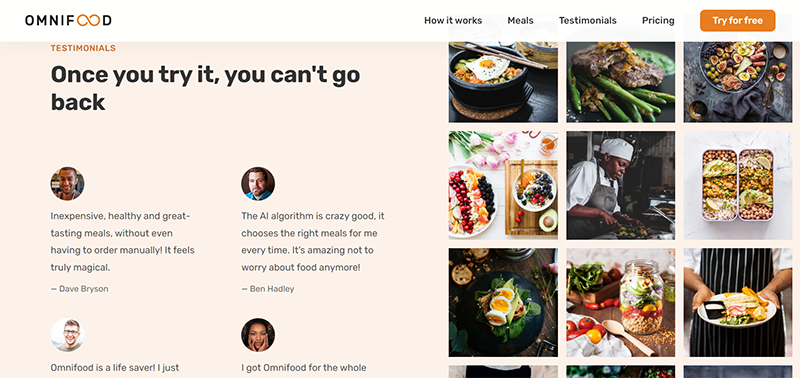 OMNIFOOD
How it works
Meals
Testimonials
Pricing
Try for free
TESTIMONIALS
Once you try it, you can't go
back
Inexpensive, healthy and great-
tasting meals, without even
having to order manually! It feels
truly magical.
— Dave Bryson
The AI algorithm is crazy good, it
chooses the right meals for me
every time. It's amazing not to
worry about food anymore!
— Ben Hadley
Omnifood is a life saver! I just
I got Omnifood for the whole